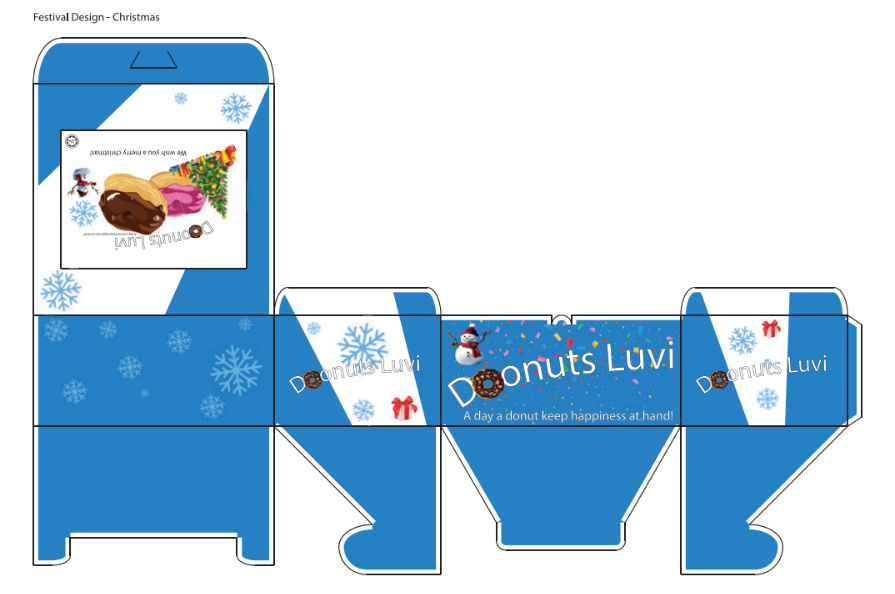 Festival Design - Christmas
We wish you a merry christmas!
A day a donut keep happiness at hand!
Donuts Luvi
Doonuts Luvi
Doonuts Luvi
A day a donut keep happiness at hand!
Doonuts Luvi